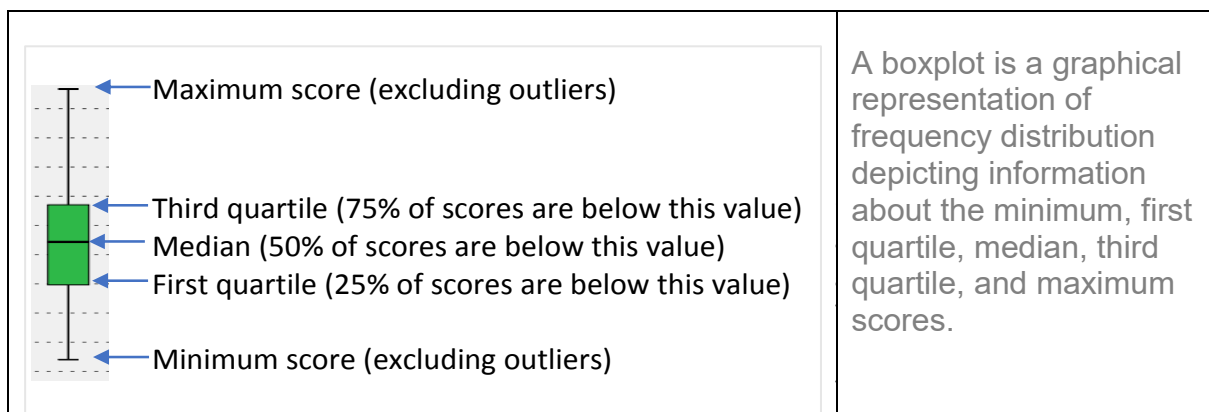 Maximum score (excluding outliers)
Third quartile (75% of scores are below this value)
Median (50% of scores are below this value)
First quartile (25% of scores are below this value)
Minimum score (excluding outliers)
A boxplot is a graphical
representation of
frequency distribution
depicting information
about the minimum, first
quartile, median, third
quartile, and maximum
scores.